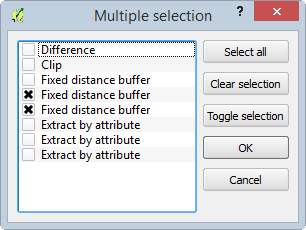 Multiple selection
?
Difference
Clip
Fixed distance buffer
Fixed distance buffer
Fixed distance buffer
Extract by attribute
Extract by attribute
Extract by attribute
Select all
Clear selection
Toggle selection
OK
Cancel